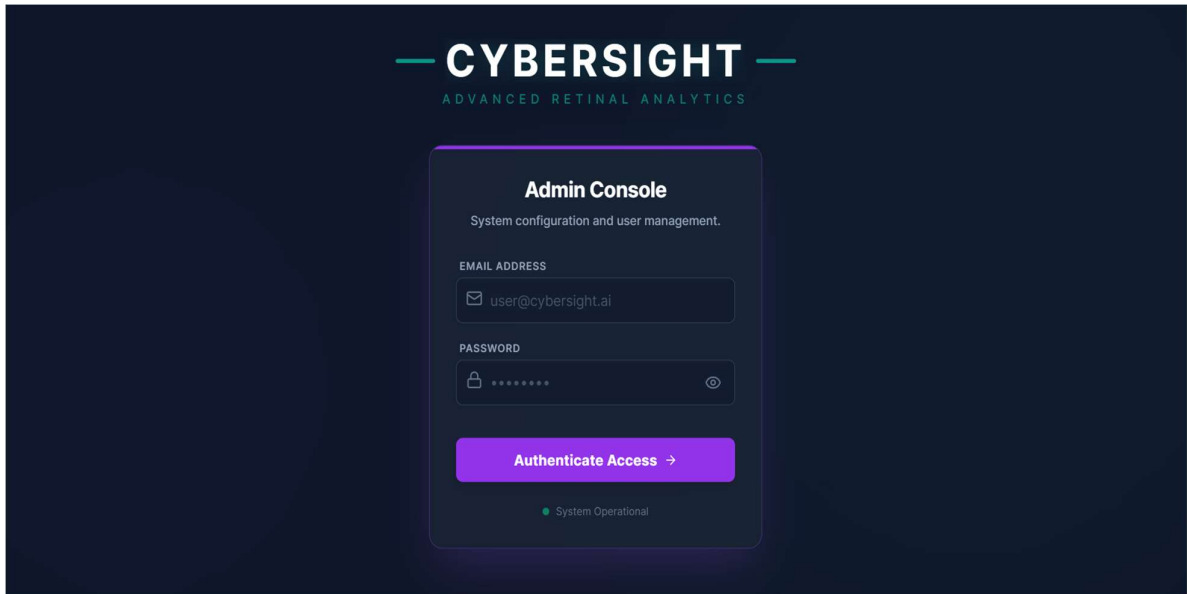 CYBERSIGHT
ADVANCED RETINAL ANALYTICS
Admin Console
System configuration and user management.
EMAIL ADDRESS
user@cybersight.ai
PASSWORD
••••••••
Authenticate Access →
System Operational